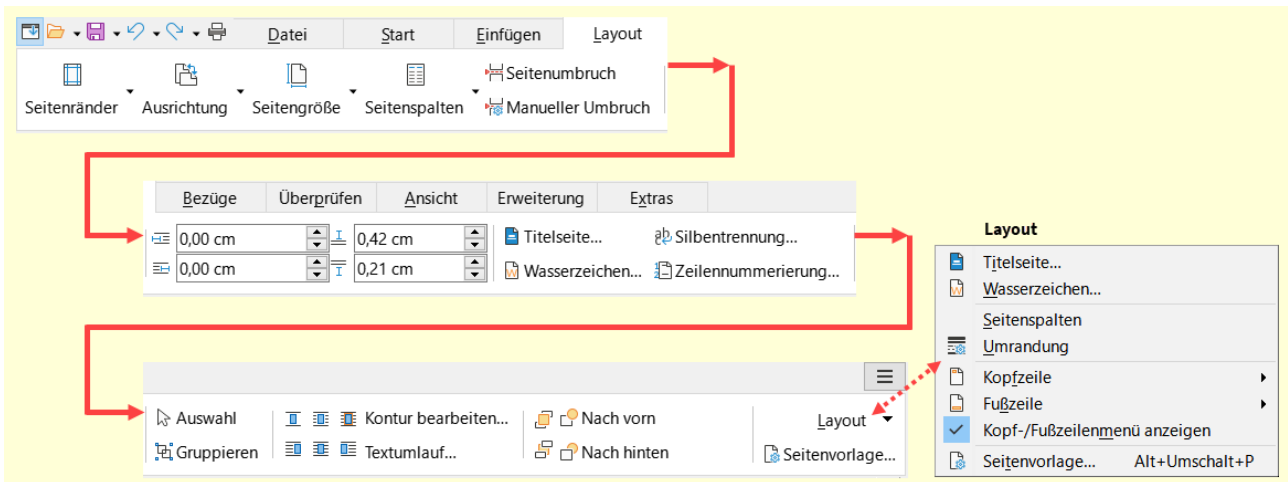 Datei Start Einfügen Layout
Seitenumbruch
Seitenränder Ausrichtung Seitengröße Seitenspalten Manueller Umbruch
Bezüge Überprüfen Ansicht Erweiterung Extras
0,00 cm 0,42 cm Titelseite... Silbentrennung...
0,00 cm 0,21 cm Wasserzeichen... Zeilennummerierung...
Auswahl Kontur bearbeiten... Nach vorn Layout
Gruppieren Textumlauf... Nach hinten Seitenvorlage...
Layout
Titelseite...
Wasserzeichen...
Seitenspalten
Umrandung
Kopfzeile
Fußzeile
Kopf-/Fußzeilenmenü anzeigen
Seitenvorlage... Alt+Umschalt+P